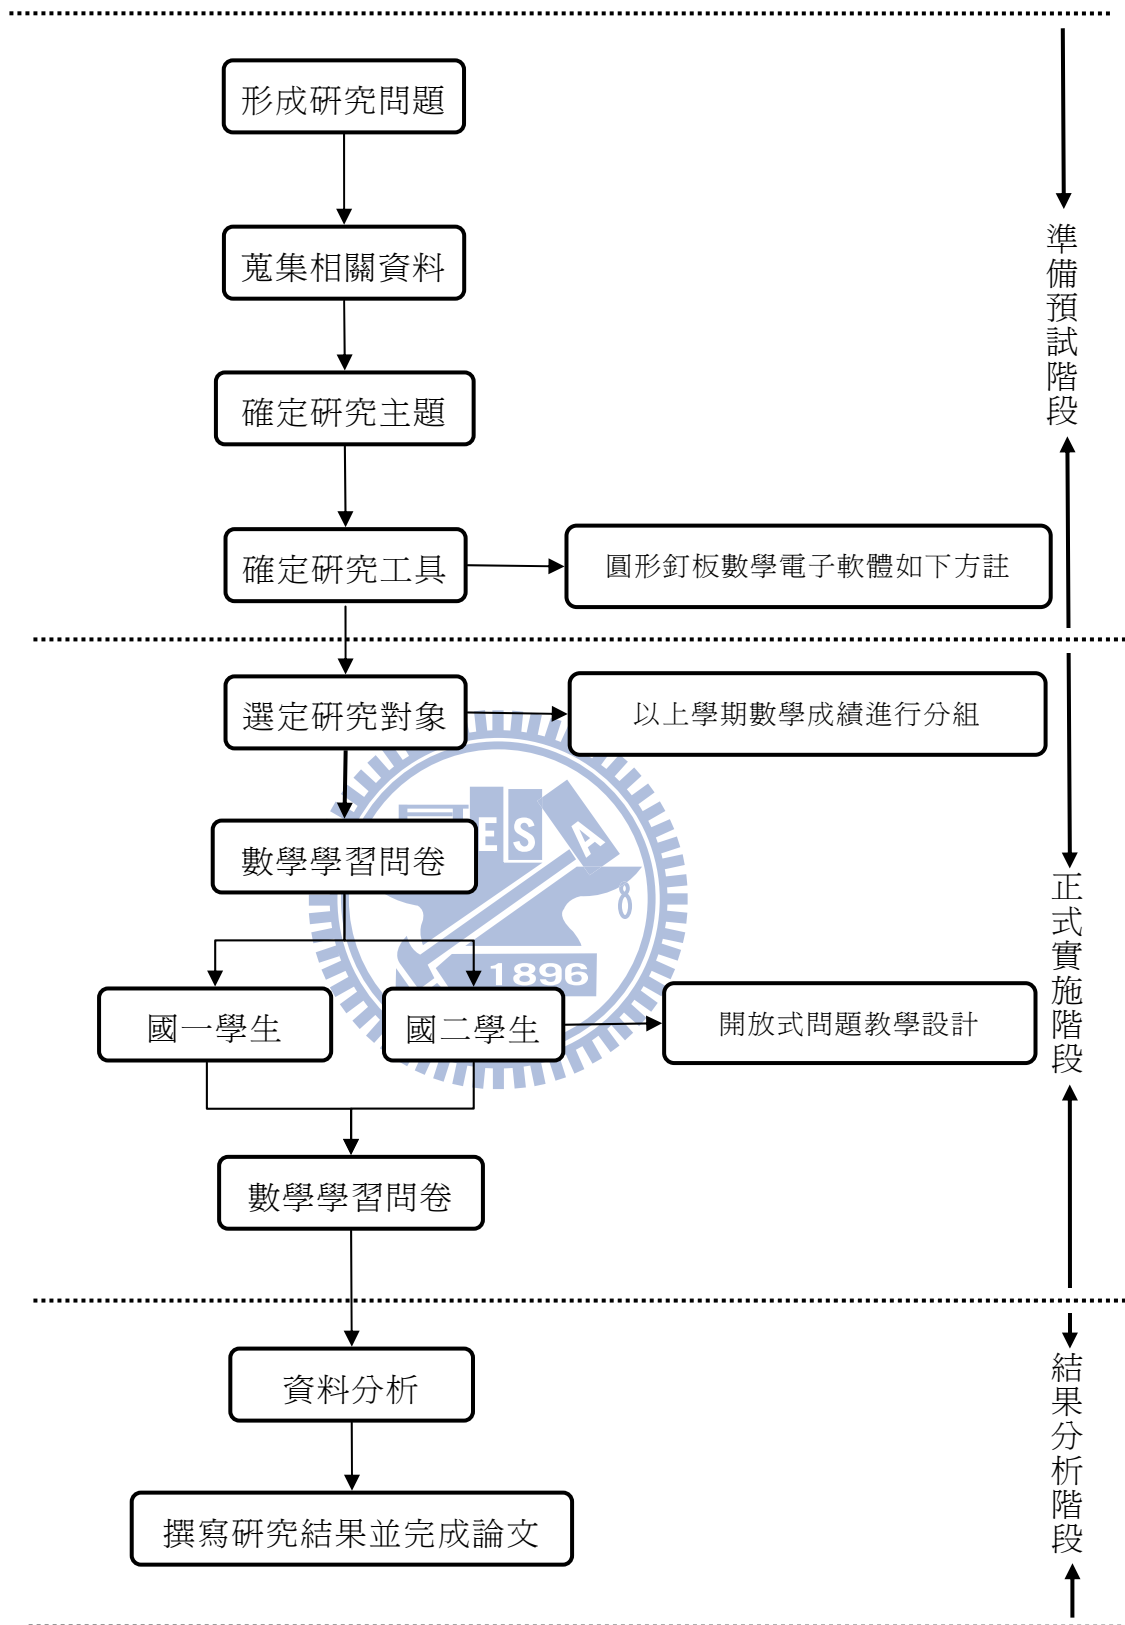 形成研究問題
蒐集相關資料
準備預試階段
確定研究主題
確定研究工具
圓形釘板數學電子軟體如下方註
選定研究對象
以上學期數學成績進行分組
ESA
數學學習問卷
正式實施階段
1896
國一學生
國二學生
開放式問題教學設計
數學學習問卷
資料分析
結果分析階段
撰寫研究結果並完成論文